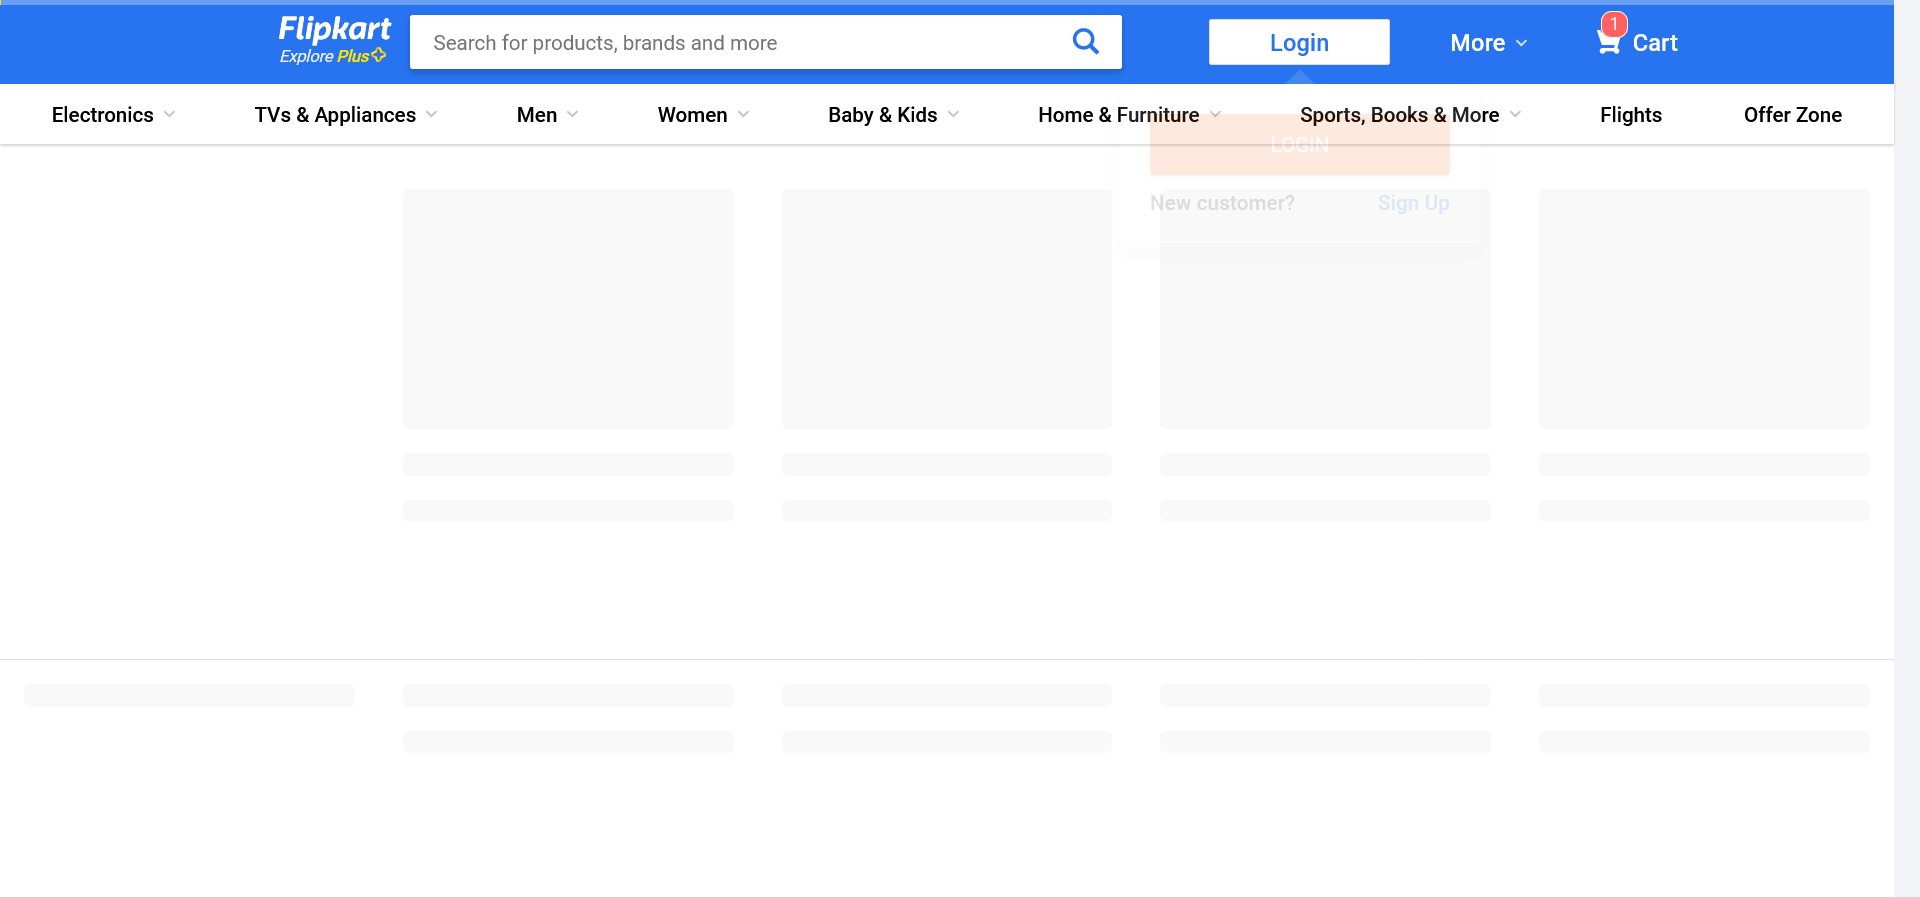 Flipkart
Explore Plus
Search for products, brands and more
Login
More
1
Cart
Electronics
TVs & Appliances
Men
Women
Baby & Kids
Home & Furniture
Sports, Books & More
Flights
Offer Zone
LOGIN
New customer?
Sign Up